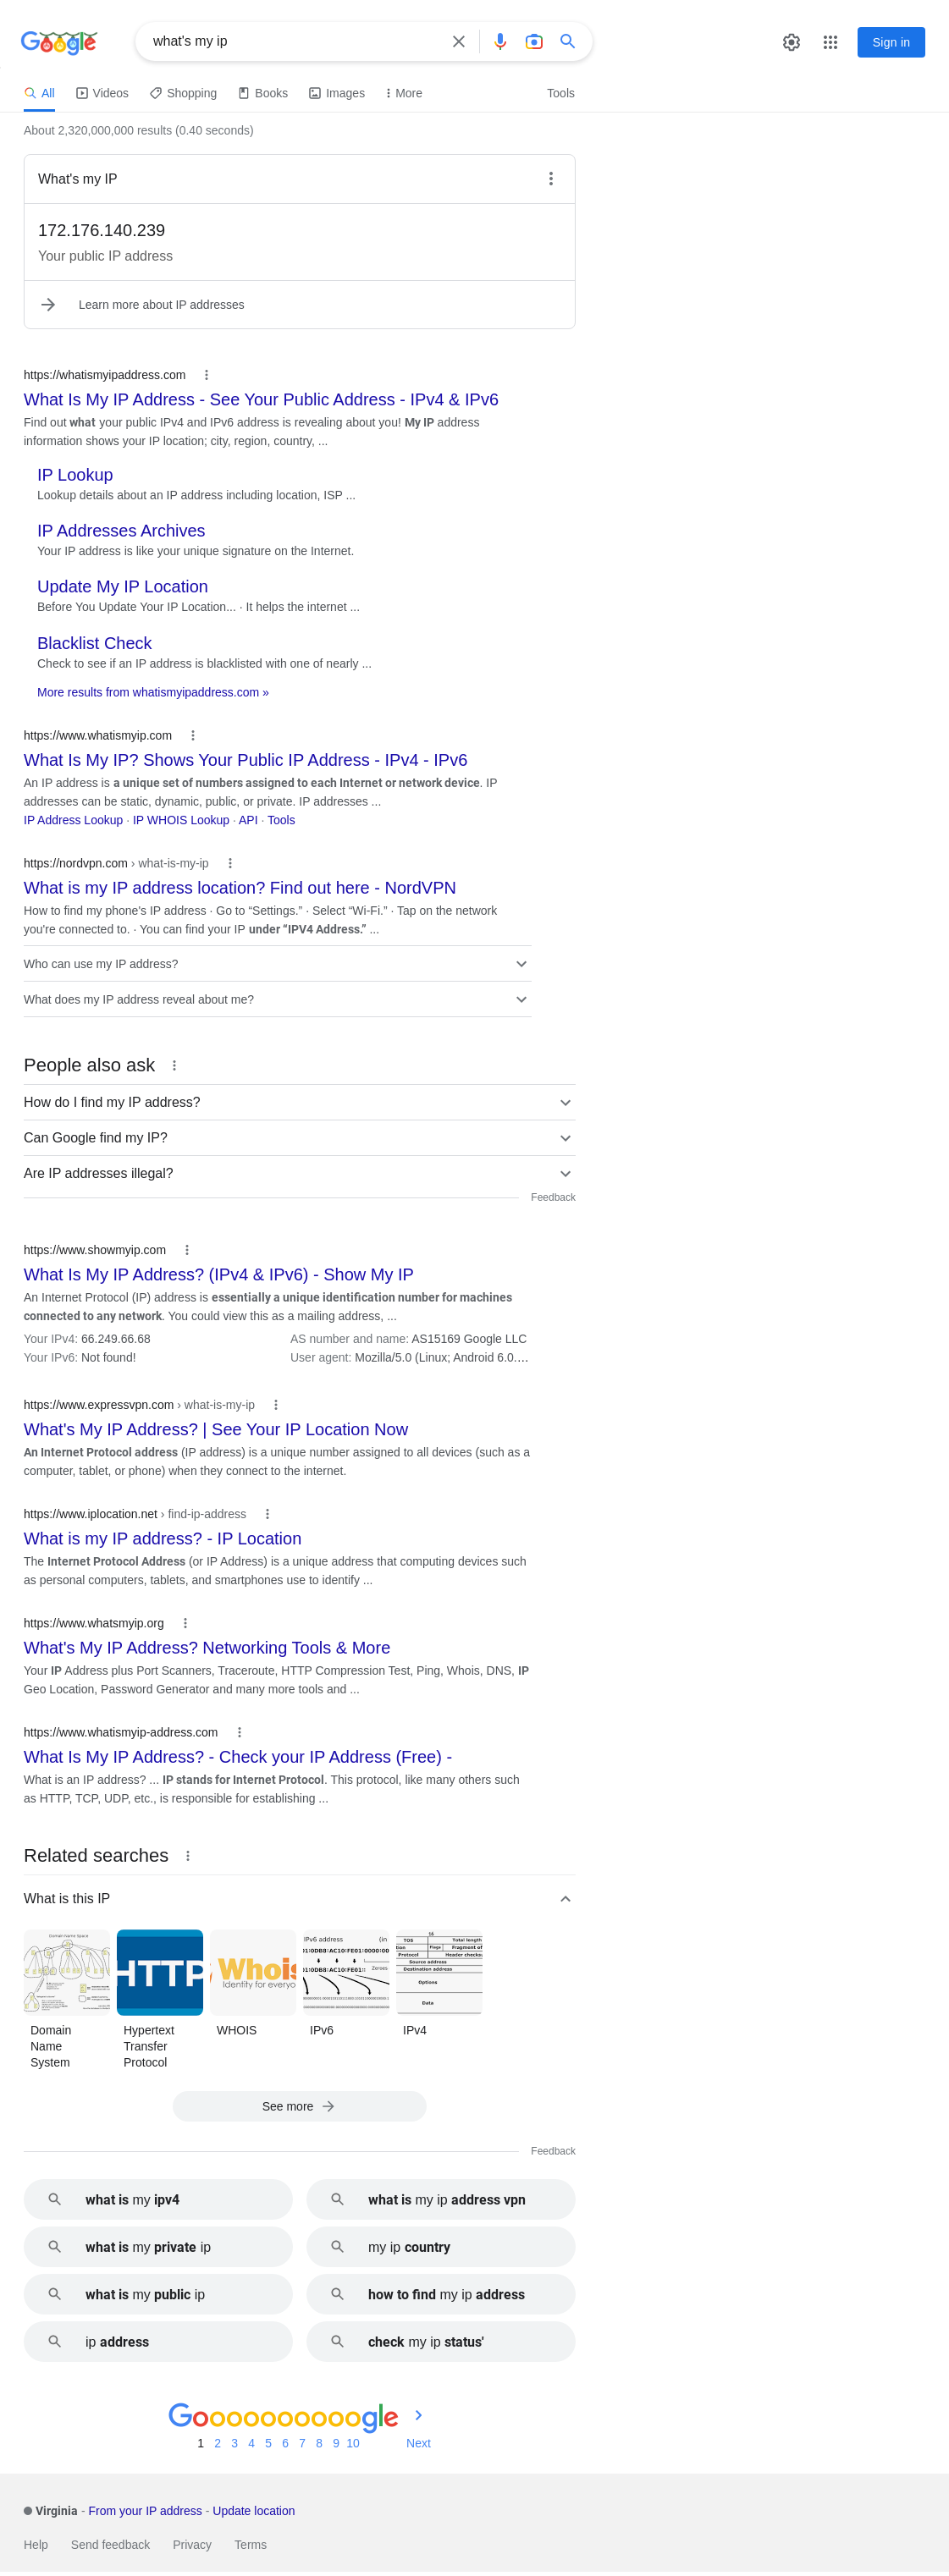 Google
what's my ip
Sign in
All
Videos
Shopping
Books
Images
More
Tools
About 2,320,000,000 results (0.40 seconds)
What's my IP
172.176.140.239
Your public IP address
Learn more about IP addresses
https://whatismyipaddress.com
What Is My IP Address - See Your Public Address - IPv4 & IPv6
Find out what your public IPv4 and IPv6 address is revealing about you! My IP address
information shows your IP location; city, region, country, ...
IP Lookup
Lookup details about an IP address including location, ISP ...
IP Addresses Archives
Your IP address is like your unique signature on the Internet.
Update My IP Location
Before You Update Your IP Location... · It helps the internet ...
Blacklist Check
Check to see if an IP address is blacklisted with one of nearly ...
More results from whatismyipaddress.com »
https://www.whatismyip.com
What Is My IP? Shows Your Public IP Address - IPv4 - IPv6
An IP address is a unique set of numbers assigned to each Internet or network device. IP
addresses can be static, dynamic, public, or private. IP addresses ...
IP Address Lookup · IP WHOIS Lookup · API · Tools
https://nordvpn.com › what-is-my-ip
What is my IP address location? Find out here - NordVPN
How to find my phone's IP address · Go to “Settings.” · Select “Wi-Fi.” · Tap on the network
you're connected to. · You can find your IP under “IPV4 Address.” ...
Who can use my IP address?
What does my IP address reveal about me?
People also ask
How do I find my IP address?
Can Google find my IP?
Are IP addresses illegal?
Feedback
https://www.showmyip.com
What Is My IP Address? (IPv4 & IPv6) - Show My IP
An Internet Protocol (IP) address is essentially a unique identification number for machines
connected to any network. You could view this as a mailing address, ...
Your IPv4: 66.249.66.68
AS number and name: AS15169 Google LLC
Your IPv6: Not found!
User agent: Mozilla/5.0 (Linux; Android 6.0....
https://www.expressvpn.com › what-is-my-ip
What's My IP Address? | See Your IP Location Now
An Internet Protocol address (IP address) is a unique number assigned to all devices (such as a
computer, tablet, or phone) when they connect to the internet.
https://www.iplocation.net › find-ip-address
What is my IP address? - IP Location
The Internet Protocol Address (or IP Address) is a unique address that computing devices such
as personal computers, tablets, and smartphones use to identify ...
https://www.whatsmyip.org
What's My IP Address? Networking Tools & More
Your IP Address plus Port Scanners, Traceroute, HTTP Compression Test, Ping, Whois, DNS, IP
Geo Location, Password Generator and many more tools and ...
https://www.whatismyip-address.com
What Is My IP Address? - Check your IP Address (Free) -
What is an IP address? ... IP stands for Internet Protocol. This protocol, like many others such
as HTTP, TCP, UDP, etc., is responsible for establishing ...
Related searches
What is this IP
Domain Name Space
HTTP
Whois
Identity for everyo
IPv6 address (in
Zeroes
TOS Total length
Flags Fragment of
Protocol Header checks
Source address
Destination address
Options
Data
Domain
Name
System
Hypertext
Transfer
Protocol
WHOIS
IPv6
IPv4
See more
Feedback
what is my ipv4
what is my ip address vpn
what is my private ip
my ip country
what is my public ip
how to find my ip address
ip address
check my ip status'
Goooooooooogle
1 2 3 4 5 6 7 8 9 10 Next
Virginia - From your IP address - Update location
Help
Send feedback
Privacy
Terms